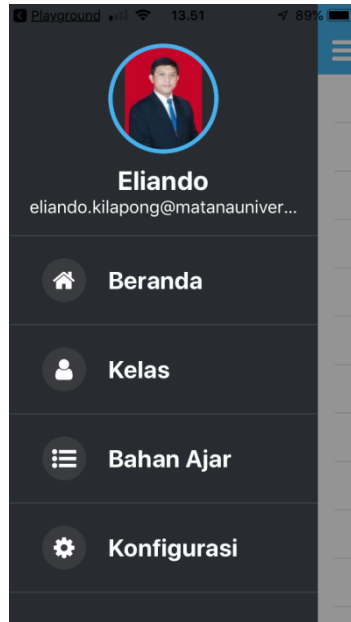 Playground 13.51 89%
Eliando
eliando.kilapong@matanauniver...
Beranda
Kelas
Bahan Ajar
Konfigurasi